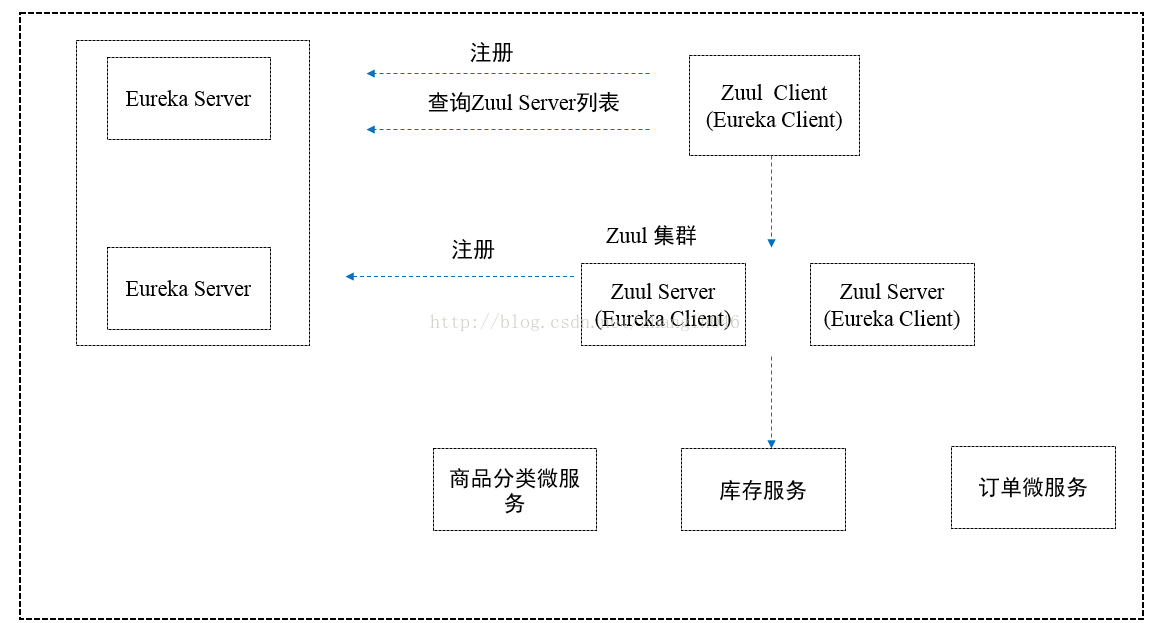 注册
Eureka Server
查询Zuul Server列表
Zuul Client
(Eureka Client)
Zuul 集群
注册
Eureka Server
Zuul Server
(Eureka Client)
Zuul Server
(Eureka Client)
http://blog.csdn.
商品分类微服
务
库存服务
订单微服务